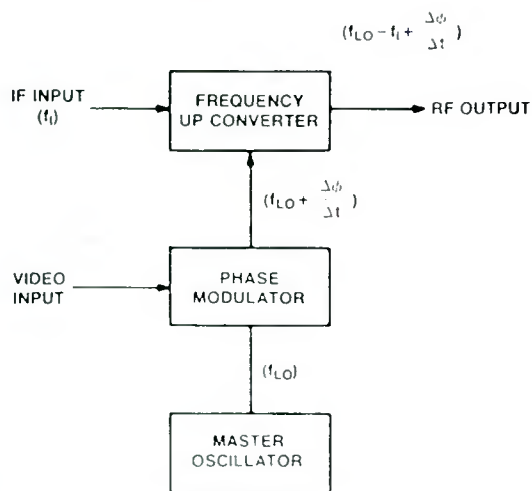 (fLO − fI + Δϕ/Δt)
IF INPUT
(fI)
FREQUENCY
UP CONVERTER
RF OUTPUT
(fLO + Δϕ/Δt)
VIDEO
INPUT
PHASE
MODULATOR
(fLO)
MASTER
OSCILLATOR